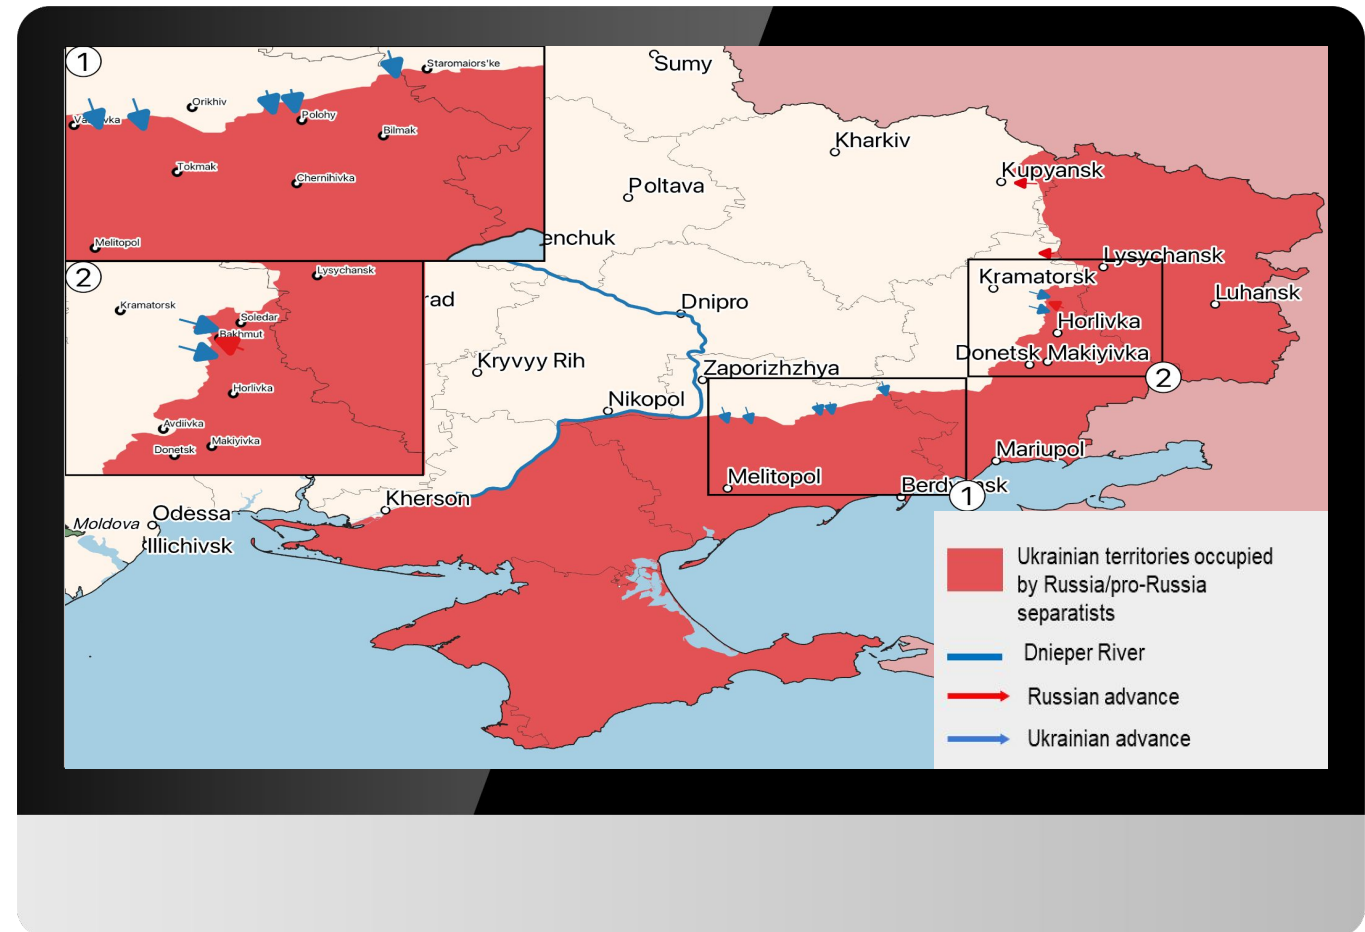 1
Staromaiors'ke
Orikhiv
Polohy
Bilmak
Tokmak
Chernihivka
Melitopol
2
Lysychansk
Kramatorsk
Soledar
Bakhmut
Horlivka
Avdiivka
Makiyivka
Donetsk
Sumy
Kharkiv
Kupyansk
Poltava
enchuk
Lysychansk
Kramatorsk
rad
Dnipro
Luhansk
Horlivka
Kryvyy Rih
Donetsk
Makiyivka
Zaporizhzhya
2
Nikopol
Mariupol
Melitopol
1
Kherson
Odessa
Moldova
Illichivsk
Ukrainian territories occupied
by Russia/pro-Russia
separatists
Dnieper River
Russian advance
Ukrainian advance